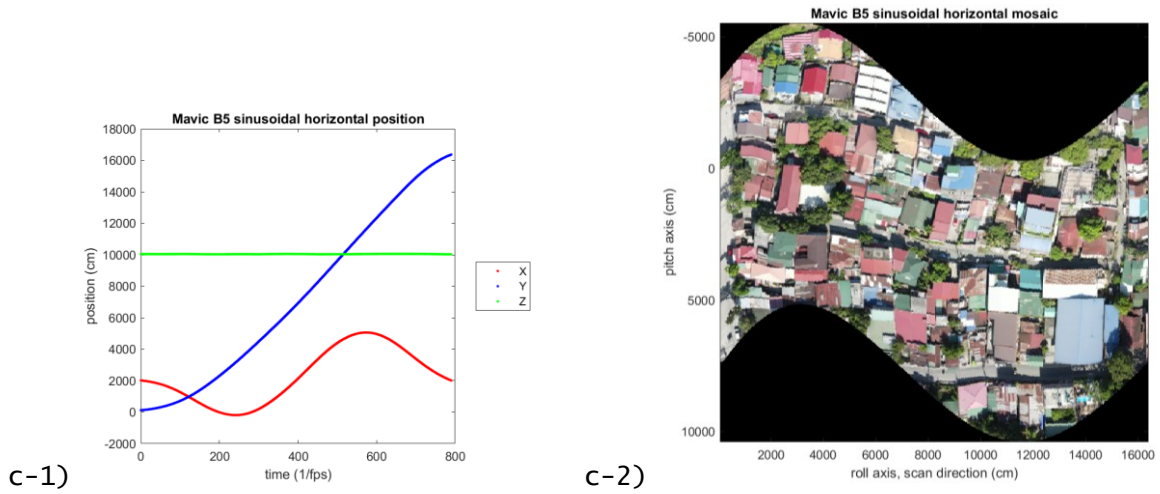 Mavic B5 sinusoidal horizontal position
18000
16000
14000
12000
10000
8000
6000
4000
2000
0
-2000
position (cm)
0 200 400 600 800
time (1/fps)
X
Y
Z
c-1)
Mavic B5 sinusoidal horizontal mosaic
-5000
0
5000
10000
pitch axis (cm)
2000 4000 6000 8000 10000 12000 14000 16000
roll axis, scan direction (cm)
c-2)